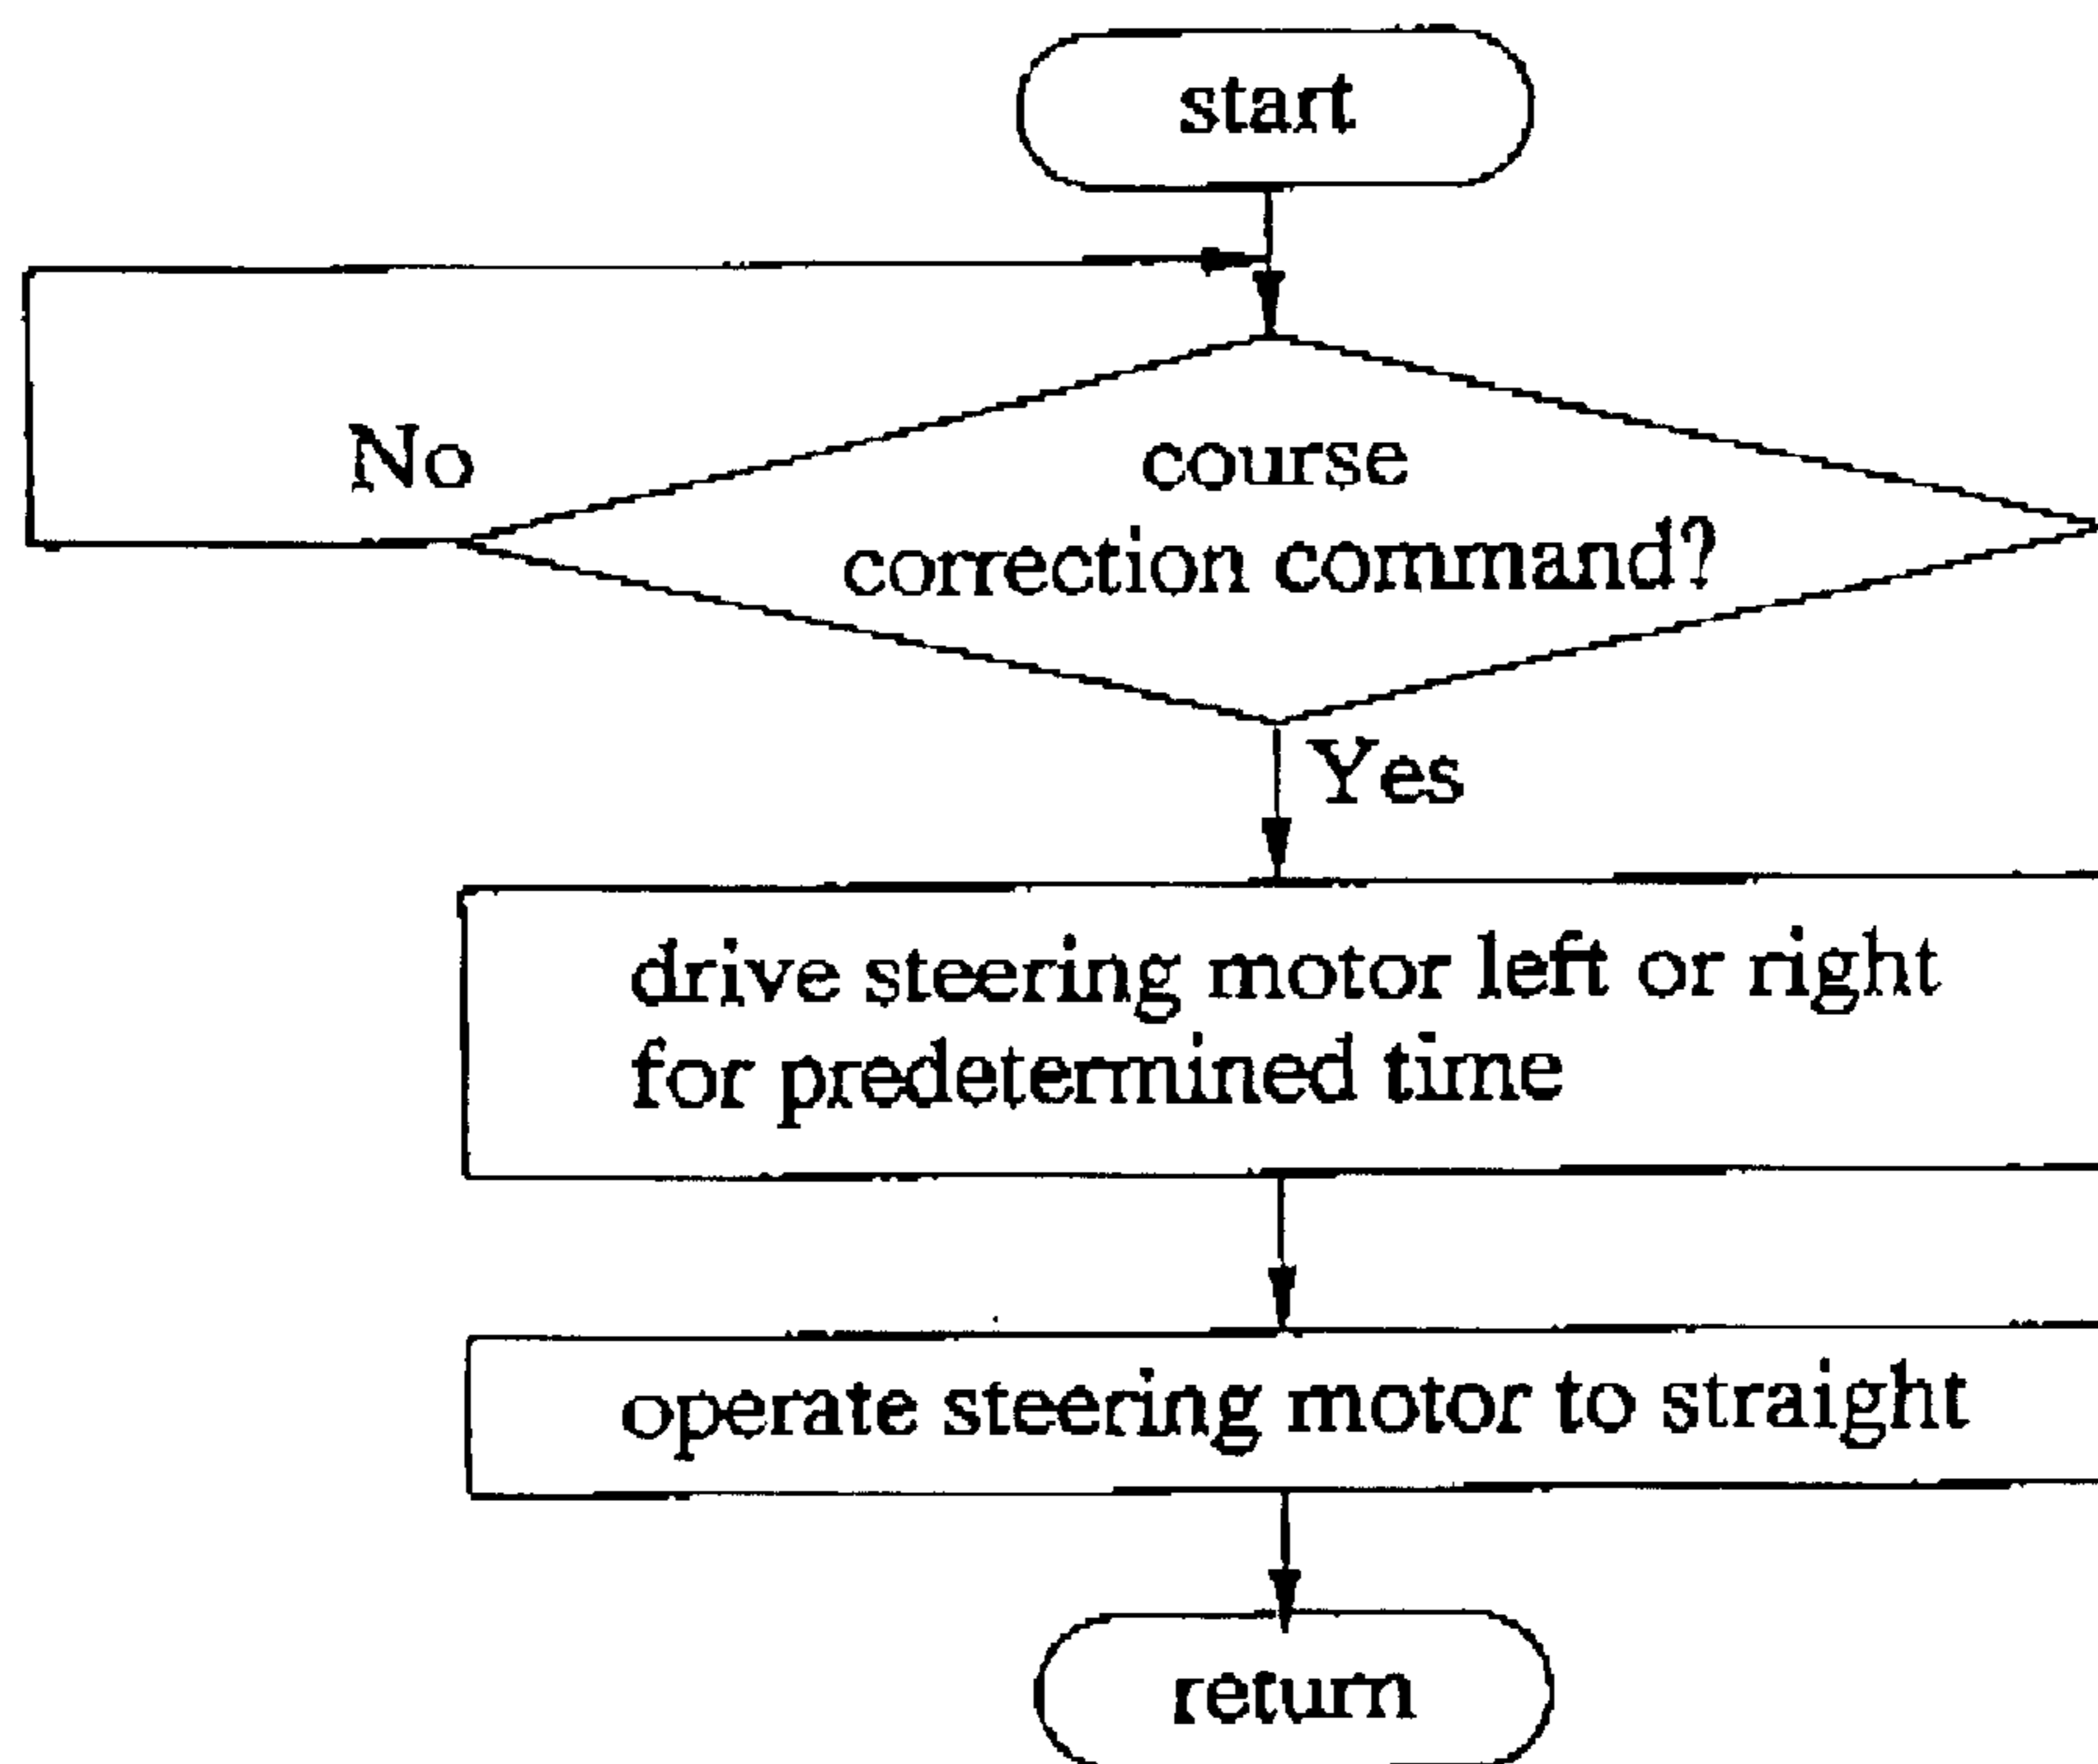 start
No
course
correction command?
Yes
drive steering motor left or right
for predetermined time
operate steering motor to straight
return